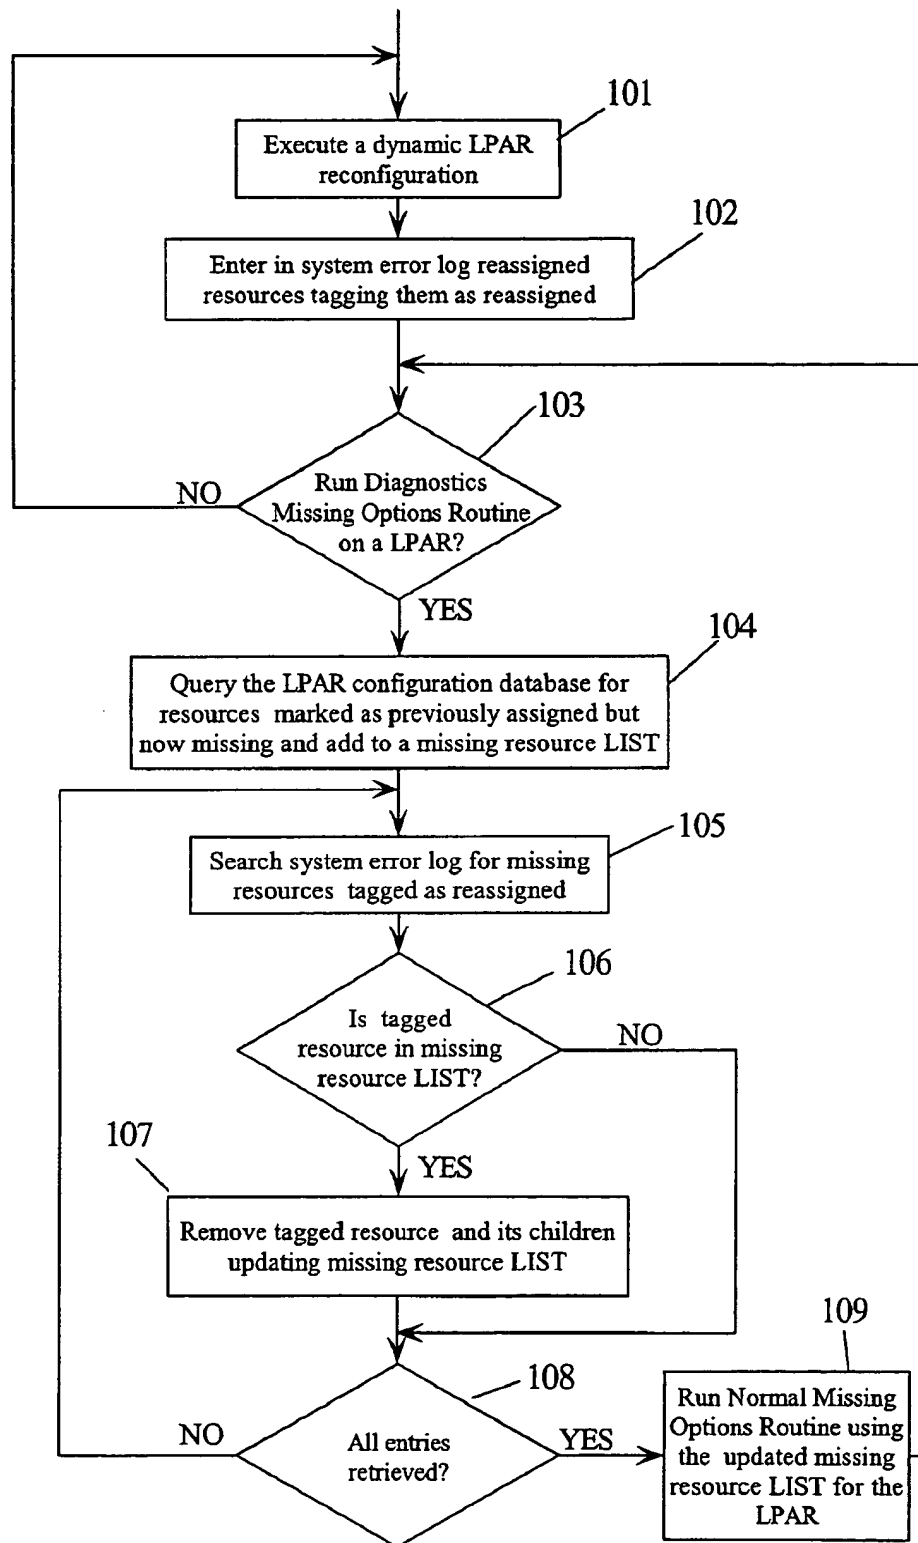 101
Execute a dynamic LPAR
reconfiguration
102
Enter in system error log reassigned
resources tagging them as reassigned
103
Run Diagnostics
Missing Options Routine
on a LPAR?
NO
YES
104
Query the LPAR configuration database for
resources marked as previously assigned but
now missing and add to a missing resource LIST
105
Search system error log for missing
resources tagged as reassigned
106
Is tagged
resource in missing
resource LIST?
NO
YES
107
Remove tagged resource and its children
updating missing resource LIST
108
All entries
retrieved?
NO
YES
109
Run Normal Missing
Options Routine using
the updated missing
resource LIST for the
LPAR